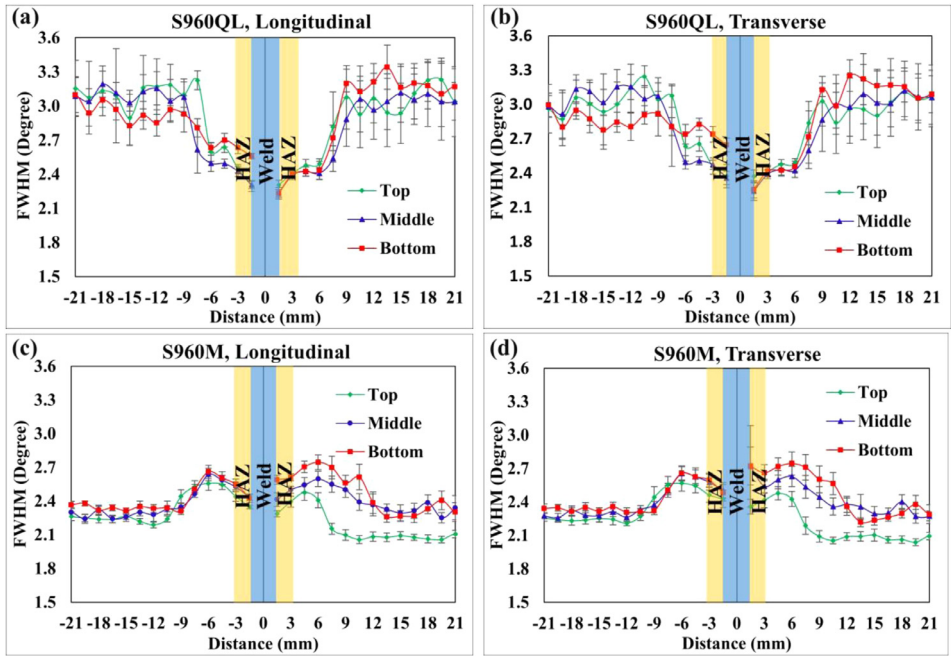 (a) S960QL, Longitudinal
FWHM (Degree)
3.6
3.3
3.0
2.7
2.4
2.1
1.8
1.5
HAZ
Weld
HAZ
Top
Middle
Bottom
-21 -18 -15 -12 -9 -6 -3 0 3 6 9 12 15 18 21
Distance (mm)
(b) S960QL, Transverse
FWHM (Degree)
3.6
3.3
3.0
2.7
2.4
2.1
1.8
1.5
HAZ
Weld
HAZ
Top
Middle
Bottom
-21 -18 -15 -12 -9 -6 -3 0 3 6 9 12 15 18 21
Distance (mm)
(c) S960M, Longitudinal
FWHM (Degree)
3.6
3.3
3.0
2.7
2.4
2.1
1.8
1.5
HAZ
Weld
HAZ
Top
Middle
Bottom
-21 -18 -15 -12 -9 -6 -3 0 3 6 9 12 15 18 21
Distance (mm)
(d) S960M, Transverse
FWHM (Degree)
3.6
3.3
3.0
2.7
2.4
2.1
1.8
1.5
HAZ
Weld
HAZ
Top
Middle
Bottom
-21 -18 -15 -12 -9 -6 -3 0 3 6 9 12 15 18 21
Distance (mm)